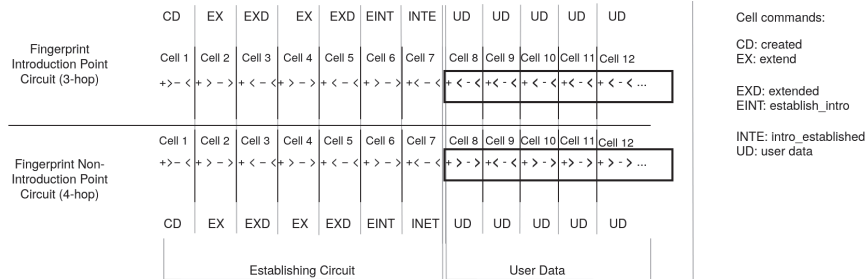 CD EX EXD EX EXD EINT INTE UD UD UD UD UD
Fingerprint
Introduction Point
Circuit (3-hop)
Cell 1 Cell 2 Cell 3 Cell 4 Cell 5 Cell 6 Cell 7 Cell 8 Cell 9 Cell 10 Cell 11 Cell 12
+>- < + > - > + < - < + > - > + < - < + > - > +< - < + < - < +< - < + < - < +< - < + < - < ...
Cell 1 Cell 2 Cell 3 Cell 4 Cell 5 Cell 6 Cell 7 Cell 8 Cell 9 Cell 10 Cell 11 Cell 12
+>- < + > - > + < - < + > - > + < - < + > - > +< - < + > - > +< - < + > - > +> - > + > - > ...
Fingerprint Non-
Introduction Point
Circuit (4-hop)
CD EX EXD EX EXD EINT INET UD UD UD UD UD
Establishing Circuit User Data
Cell commands:
CD: created
EX: extend
EXD: extended
EINT: establish_intro
INTE: intro_established
UD: user data